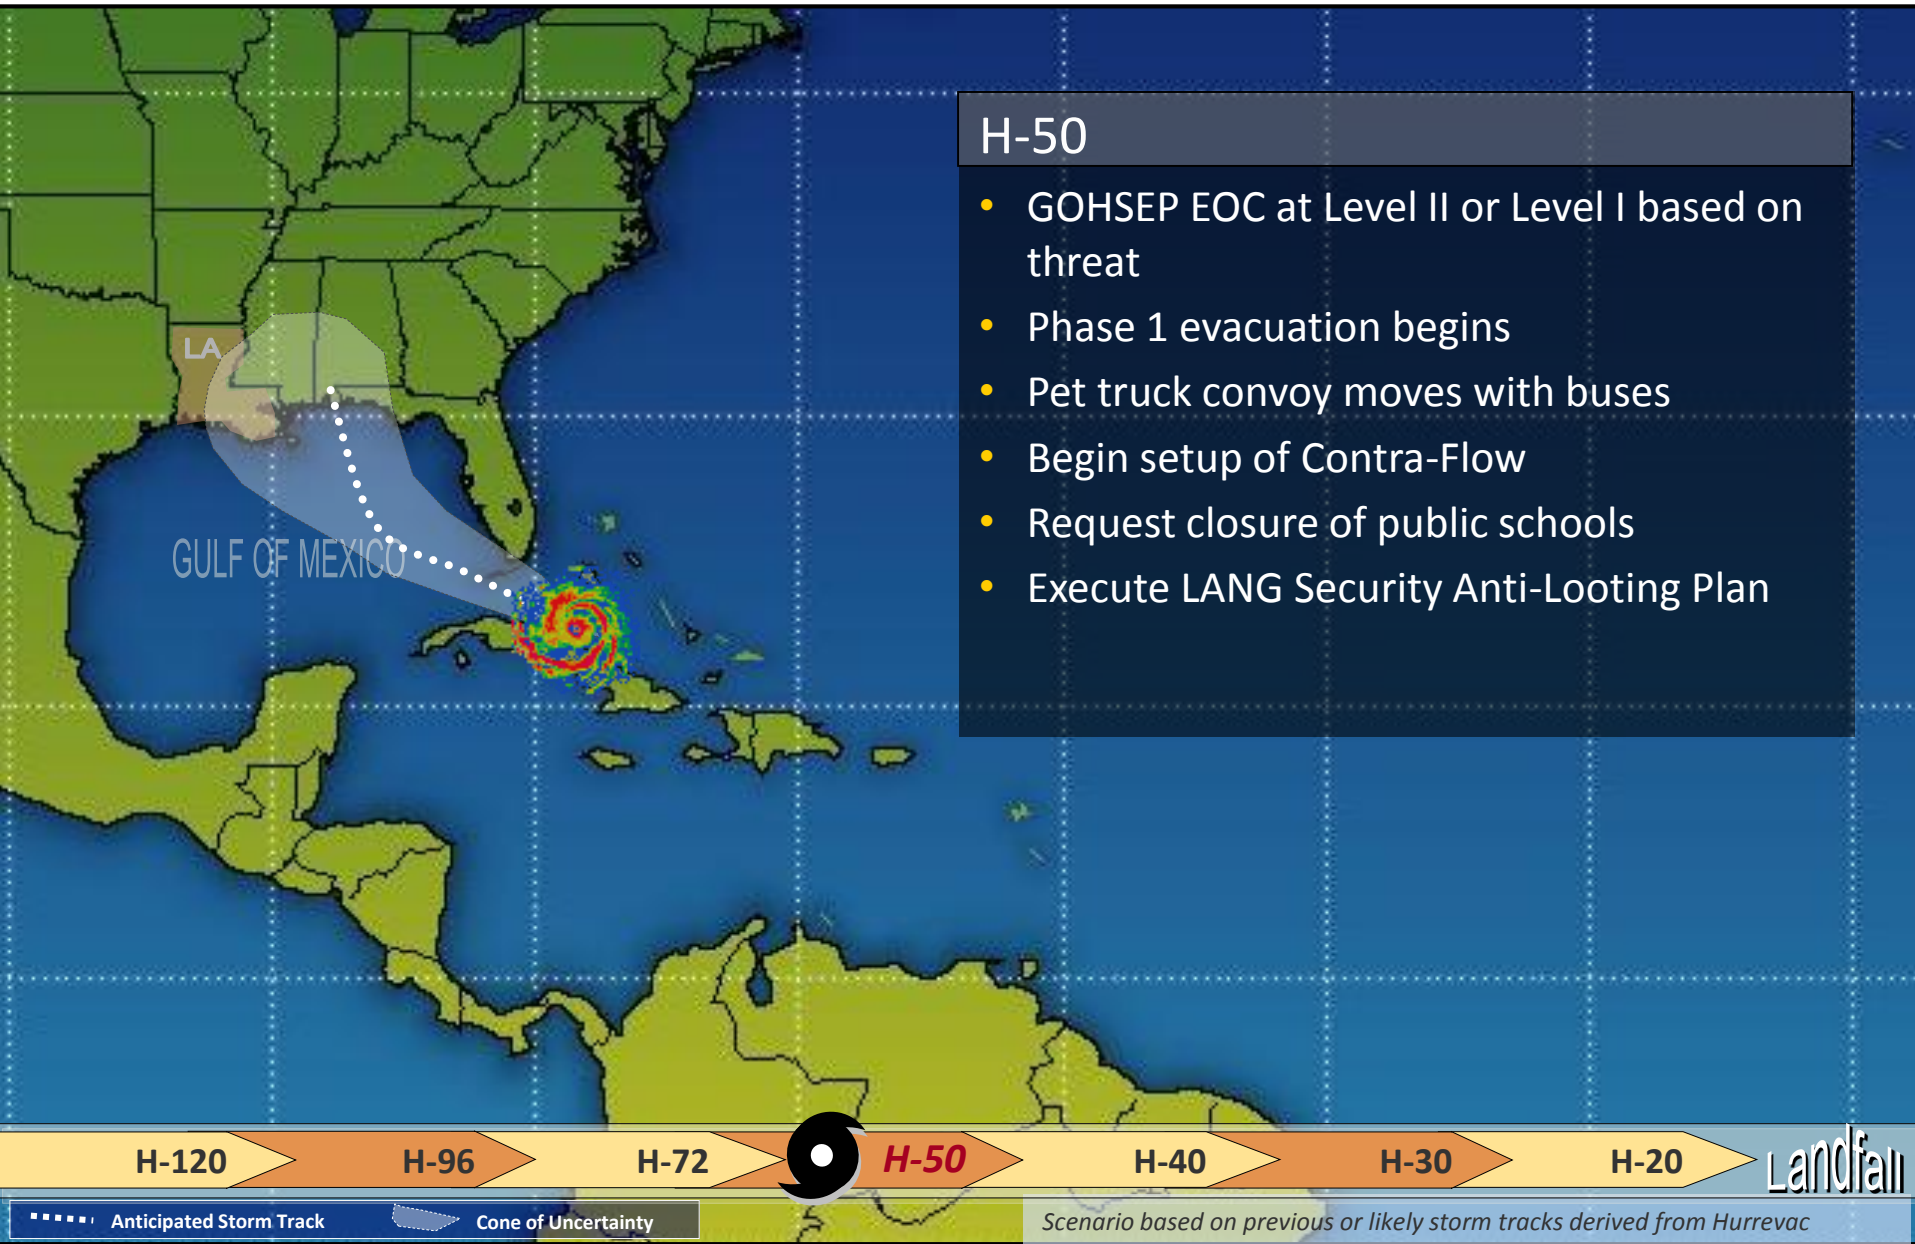 H-50
• GOHSEP EOC at Level II or Level I based on
threat
• Phase 1 evacuation begins
• Pet truck convoy moves with buses
• Begin setup of Contra-Flow
• Request closure of public schools
• Execute LANG Security Anti-Looting Plan
LA
GULF OF MEXICO
H-120 H-96 H-72 H-50 H-40 H-30 H-20 Landfall
Anticipated Storm Track Cone of Uncertainty
Scenario based on previous or likely storm tracks derived from Hurrevac